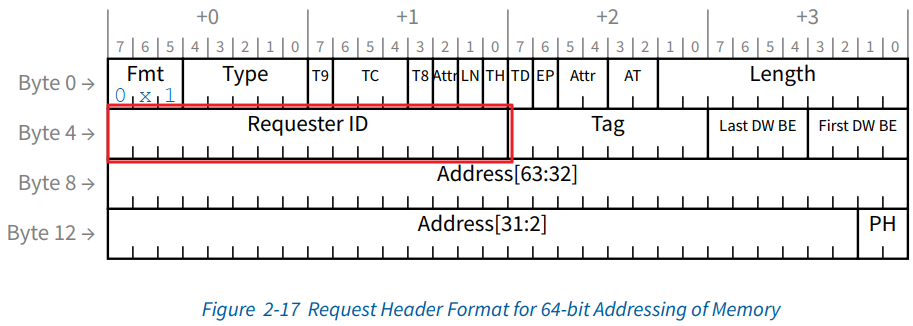 +0 +1 +2 +3
7 6 5 4 3 2 1 0 7 6 5 4 3 2 1 0 7 6 5 4 3 2 1 0 7 6 5 4 3 2 1 0
Byte 0 → Fmt Type T9 TC T8 Attr LN TH TD EP Attr AT Length
0 x 1
Byte 4 → Requester ID Tag Last DW BE First DW BE
Byte 8 → Address[63:32]
Byte 12 → Address[31:2] PH
Figure 2-17 Request Header Format for 64-bit Addressing of Memory